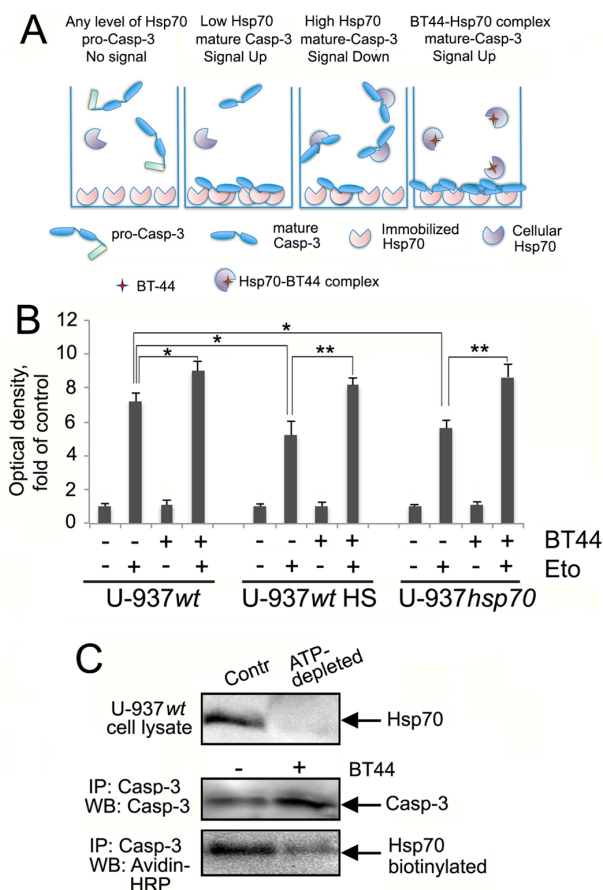 A
Any level of Hsp70
pro-Casp-3
No signal
Low Hsp70
mature Casp-3
Signal Up
High Hsp70
mature-Casp-3
Signal Down
BT44-Hsp70 complex
mature-Casp-3
Signal Up
pro-Casp-3
mature
Casp-3
Immobilized
Hsp70
Cellular
Hsp70
BT-44
Hsp70-BT44 complex
B
Optical density,
fold of control
12
10
8
6
4
2
0
*
*
*
**
**
- - + + - - + + - - + + BT44
- + - + - + - + - + - + Eto
U-937wt
U-937wt HS
U-937hsp70
C
Contr
ATP-
depleted
U-937wt
cell lysate
Hsp70
- + BT44
IP: Casp-3
WB: Casp-3
Casp-3
IP: Casp-3
WB: Avidin-
HRP
Hsp70
biotinylated